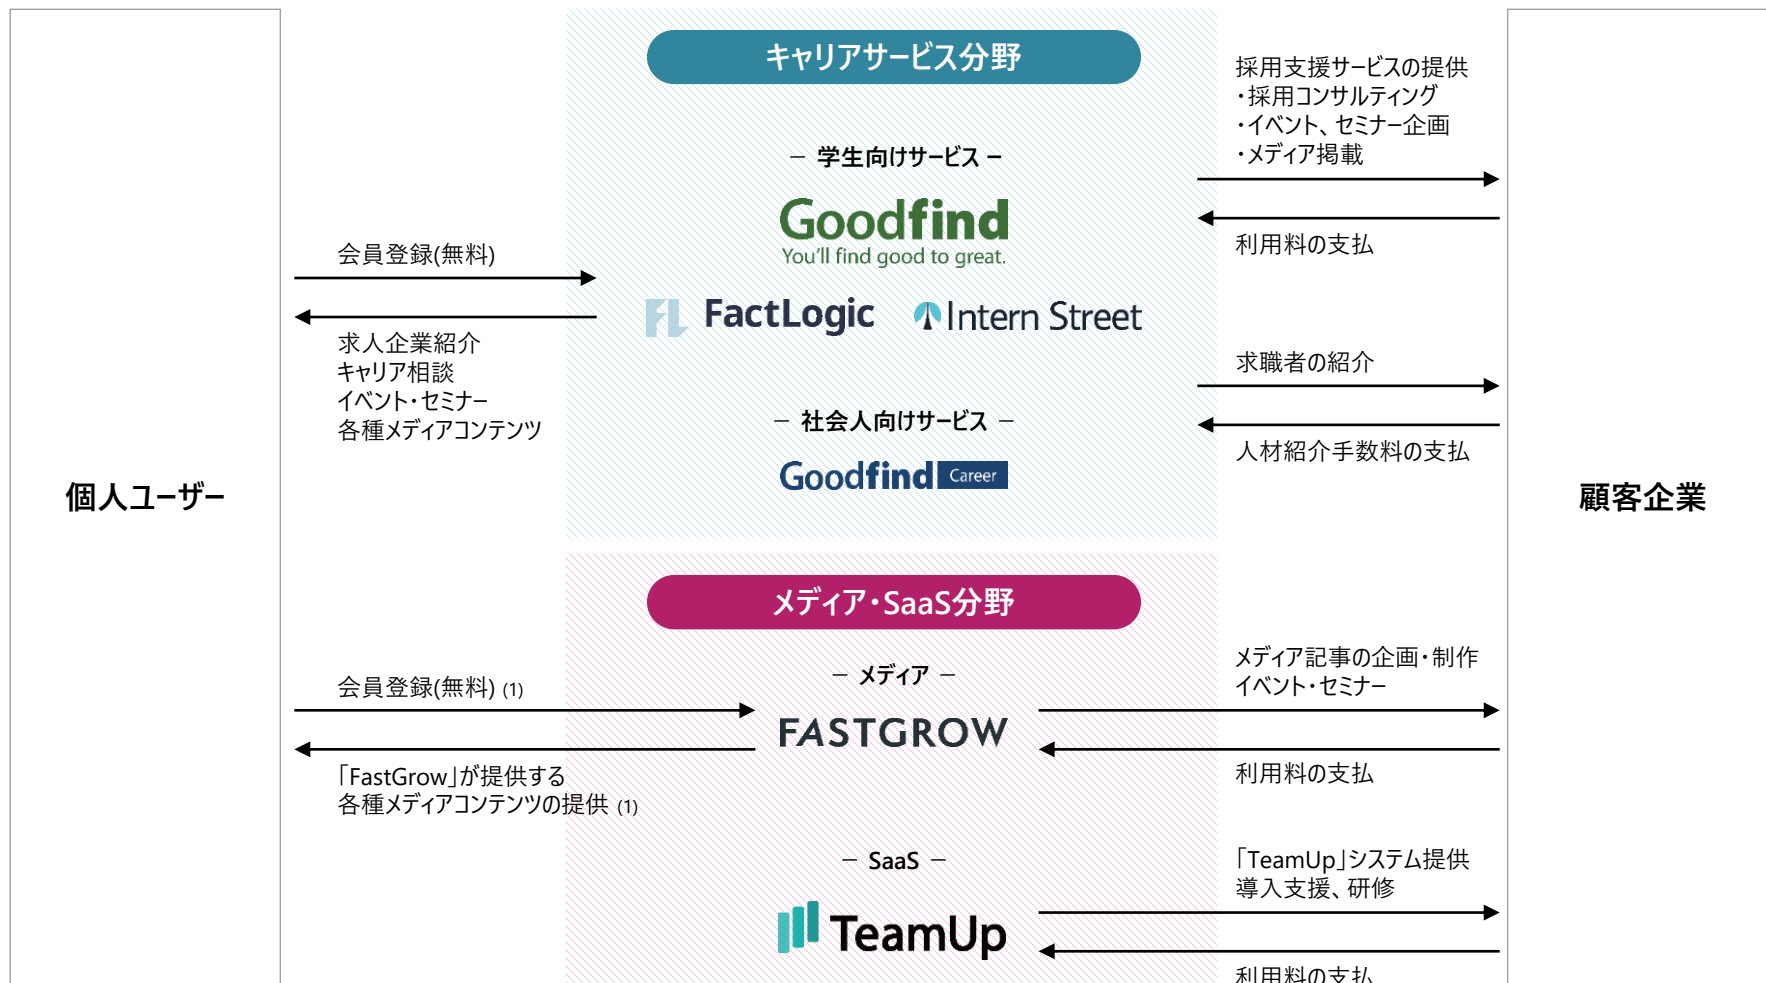 個人ユーザー
会員登録(無料)
求人企業紹介
キャリア相談
イベント・セミナー
各種メディアコンテンツ
会員登録(無料) (1)
「FastGrow」が提供する
各種メディアコンテンツの提供 (1)
キャリアサービス分野
－ 学生向けサービス －
Goodfind
You'll find good to great.
FL FactLogic
Intern Street
－ 社会人向けサービス －
Goodfind Career
メディア・SaaS分野
－ メディア －
FASTGROW
－ SaaS －
TeamUp
採用支援サービスの提供
・採用コンサルティング
・イベント、セミナー企画
・メディア掲載
利用料の支払
求職者の紹介
人材紹介手数料の支払
メディア記事の企画・制作
イベント・セミナー
利用料の支払
「TeamUp」システム提供
導入支援、研修
利用料の支払
顧客企業